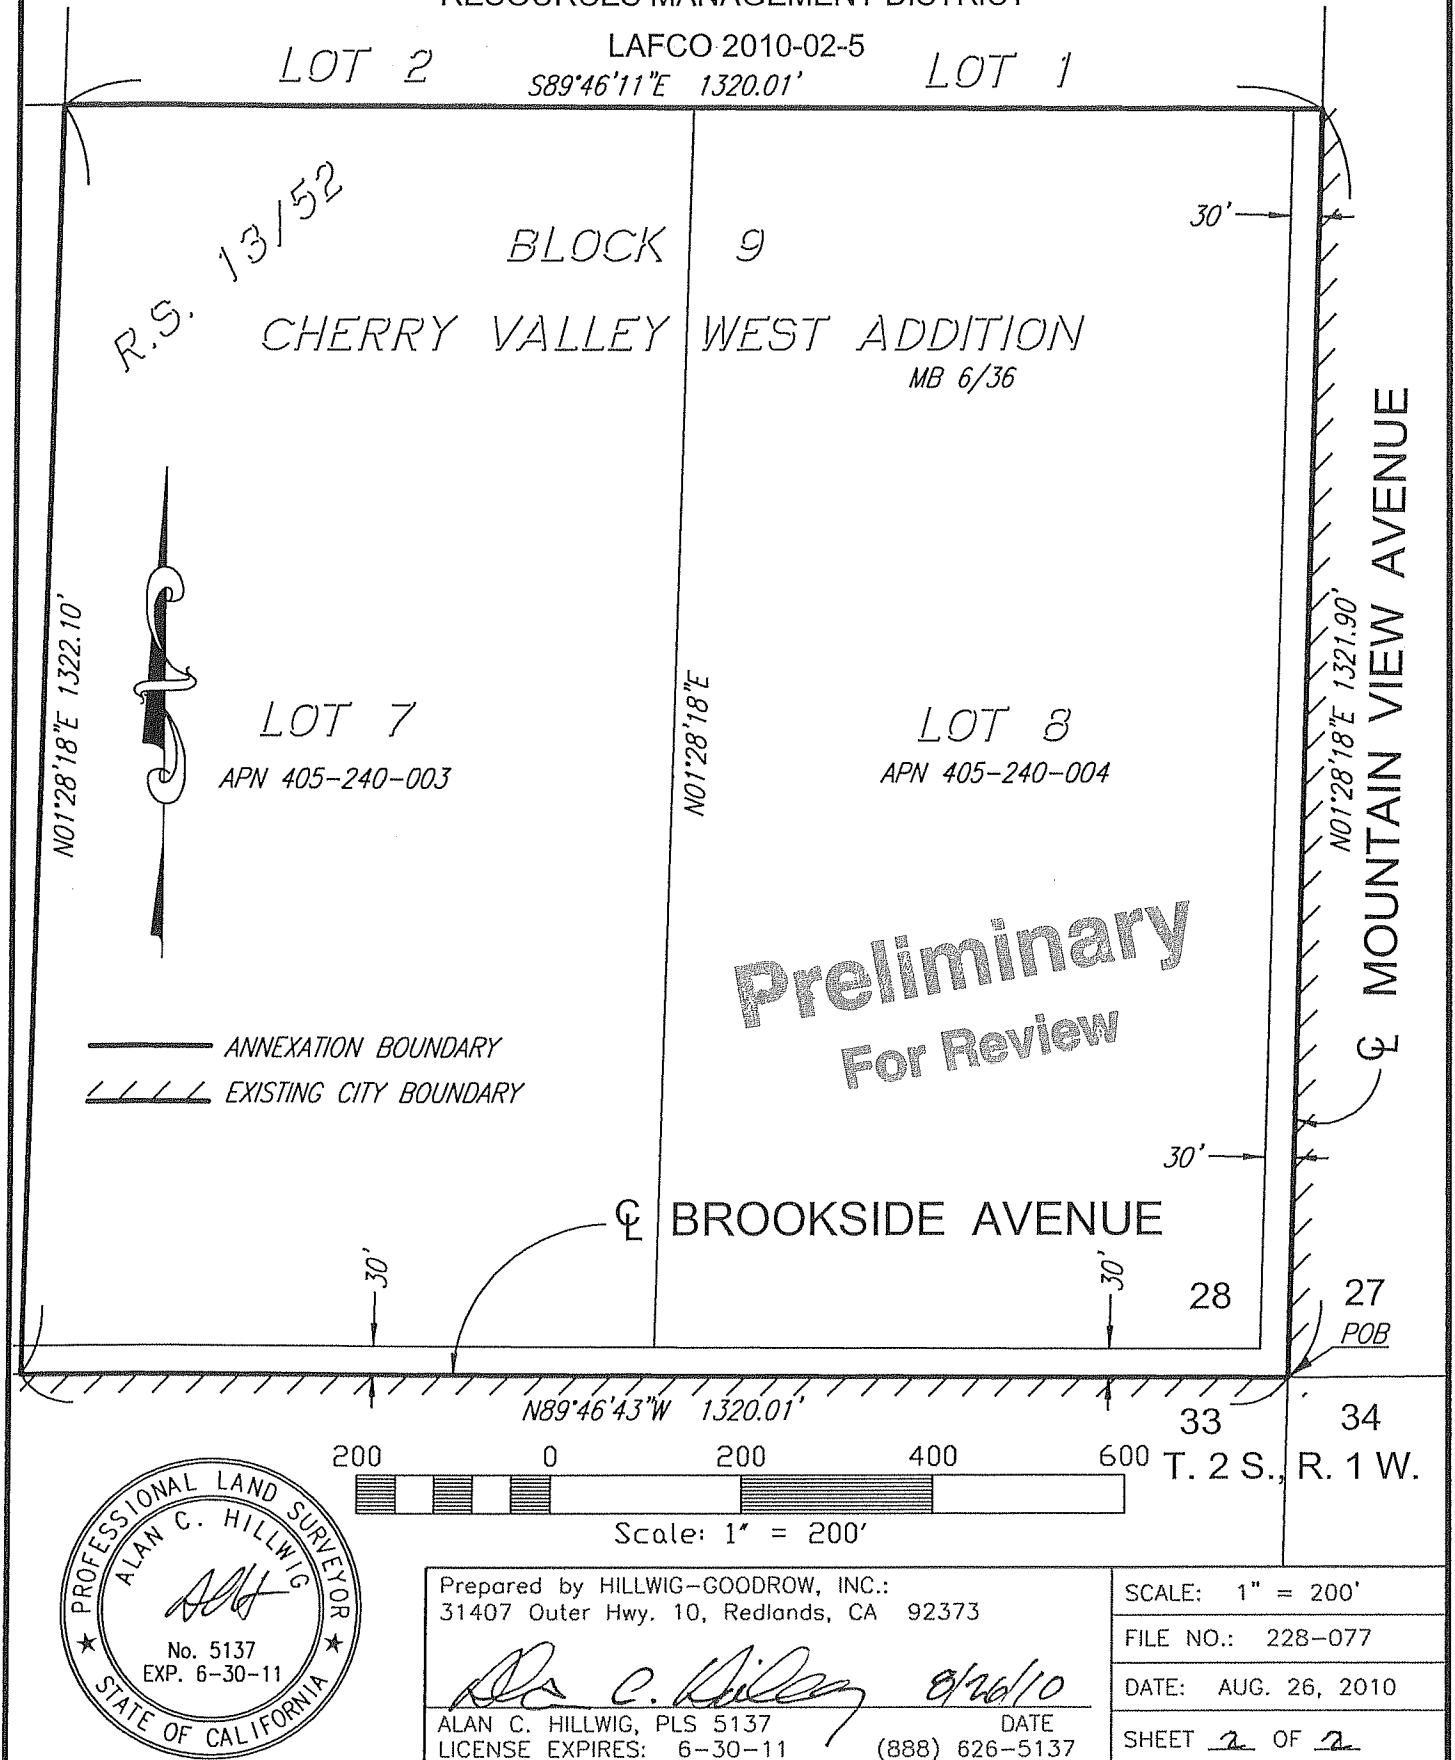 RESOURCES MANAGEMENT DISTRICT
LAFCO 2010-02-5
LOT 2
S89°46'11"E 1320.01'
LOT 1
R.S. 13/52
30'
BLOCK 9
CHERRY VALLEY WEST ADDITION
MB 6/36
N01°28'18"E 1322.10'
LOT 7
APN 405-240-003
N01°28'18"E
LOT 8
APN 405-240-004
N01°28'18"E 1321.90'
℄ MOUNTAIN VIEW AVENUE
Preliminary
For Review
ANNEXATION BOUNDARY
EXISTING CITY BOUNDARY
30'
℄ BROOKSIDE AVENUE
30'
30'
28
27
POB
N89°46'43"W 1320.01'
33
34
T. 2 S., R. 1 W.
200 0 200 400 600
Scale: 1" = 200'
PROFESSIONAL LAND SURVEYOR
ALAN C. HILLWIG
No. 5137
EXP. 6-30-11
STATE OF CALIFORNIA
Prepared by HILLWIG-GOODROW, INC.:
31407 Outer Hwy. 10, Redlands, CA 92373
8/26/10
ALAN C. HILLWIG, PLS 5137 DATE
LICENSE EXPIRES: 6-30-11 (888) 626-5137
SCALE: 1" = 200'
FILE NO.: 228-077
DATE: AUG. 26, 2010
SHEET 2 OF 2